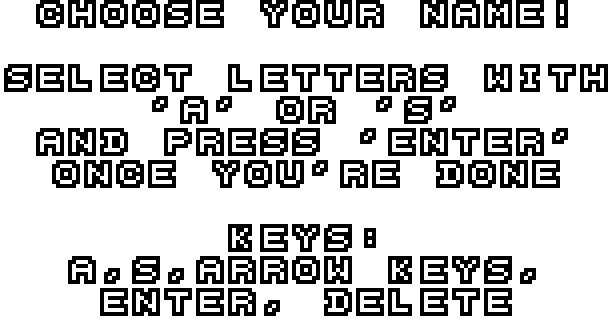 CHOOSE YOUR NAME!
SELECT LETTERS WITH
'A' OR 'S'
AND PRESS 'ENTER'
ONCE YOU'RE DONE
KEYS:
A,S,ARROW KEYS,
ENTER, DELETE